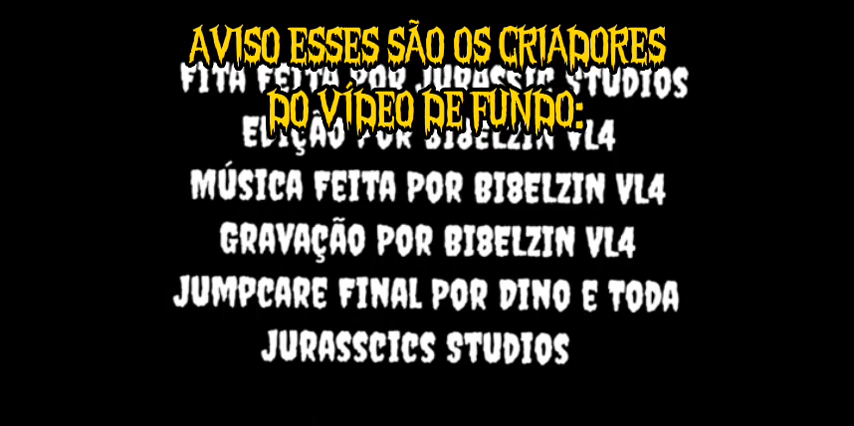 AVISO ESSES SÃO OS CRIADORES
FITA FEITA POR JURASSIC STUDIOS
DO VÍDEO DE FUNDO:
EDIÇÃO POR BI8ELZIN VL4
MÚSICA FEITA POR BI8ELZIN VL4
GRAVAÇÃO POR BI8ELZIN VL4
JUMPCARE FINAL POR DINO E TODA
JURASSCICS STUDIOS